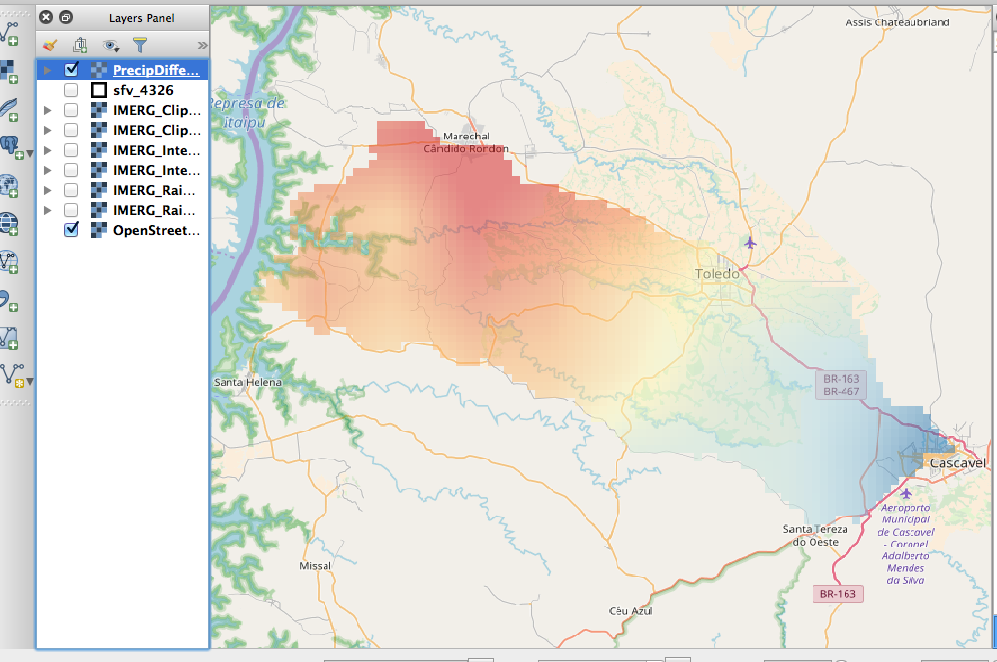 Layers Panel
PrecipDiffe...
sfv_4326
IMERG_Clip...
IMERG_Clip...
IMERG_Inte...
IMERG_Inte...
IMERG_Rai...
IMERG_Rai...
OpenStreet...
Assis Chateaubriand
Represa de
Itaipu
Marechal
Cândido Rondon
Toledo
BR-163
BR-467
Santa Helena
Cascavel
Aeroporto
Municipal
de Cascavel
- Coronel
Adalberto
Mendes
da Silva
Santa Tereza
do Oeste
Missal
BR-163
Céu Azul